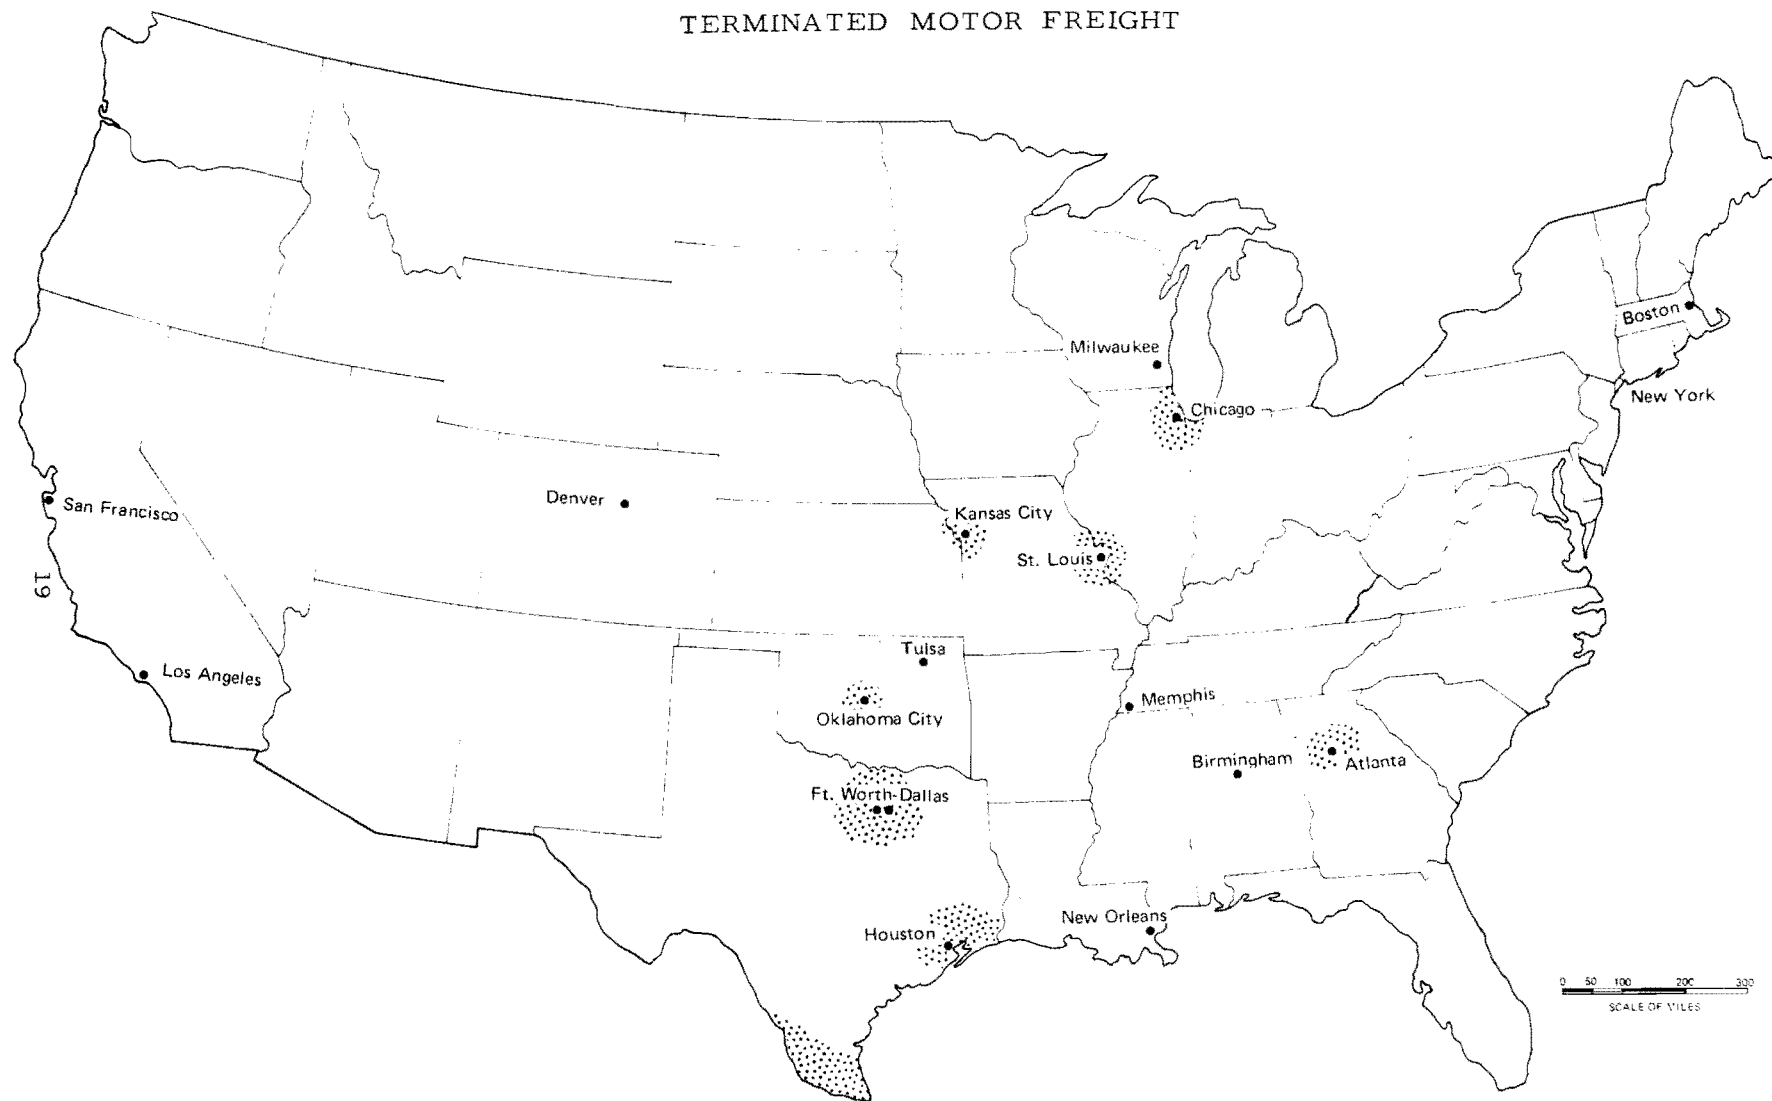 TERMINATED MOTOR FREIGHT
Boston
Milwaukee
New York
Chicago
San Francisco
Denver
Kansas City
St. Louis
19
Tulsa
Los Angeles
Memphis
Oklahoma City
Birmingham
Atlanta
Ft. Worth-Dallas
New Orleans
Houston
0 50 100 200 300
SCALE OF MILES